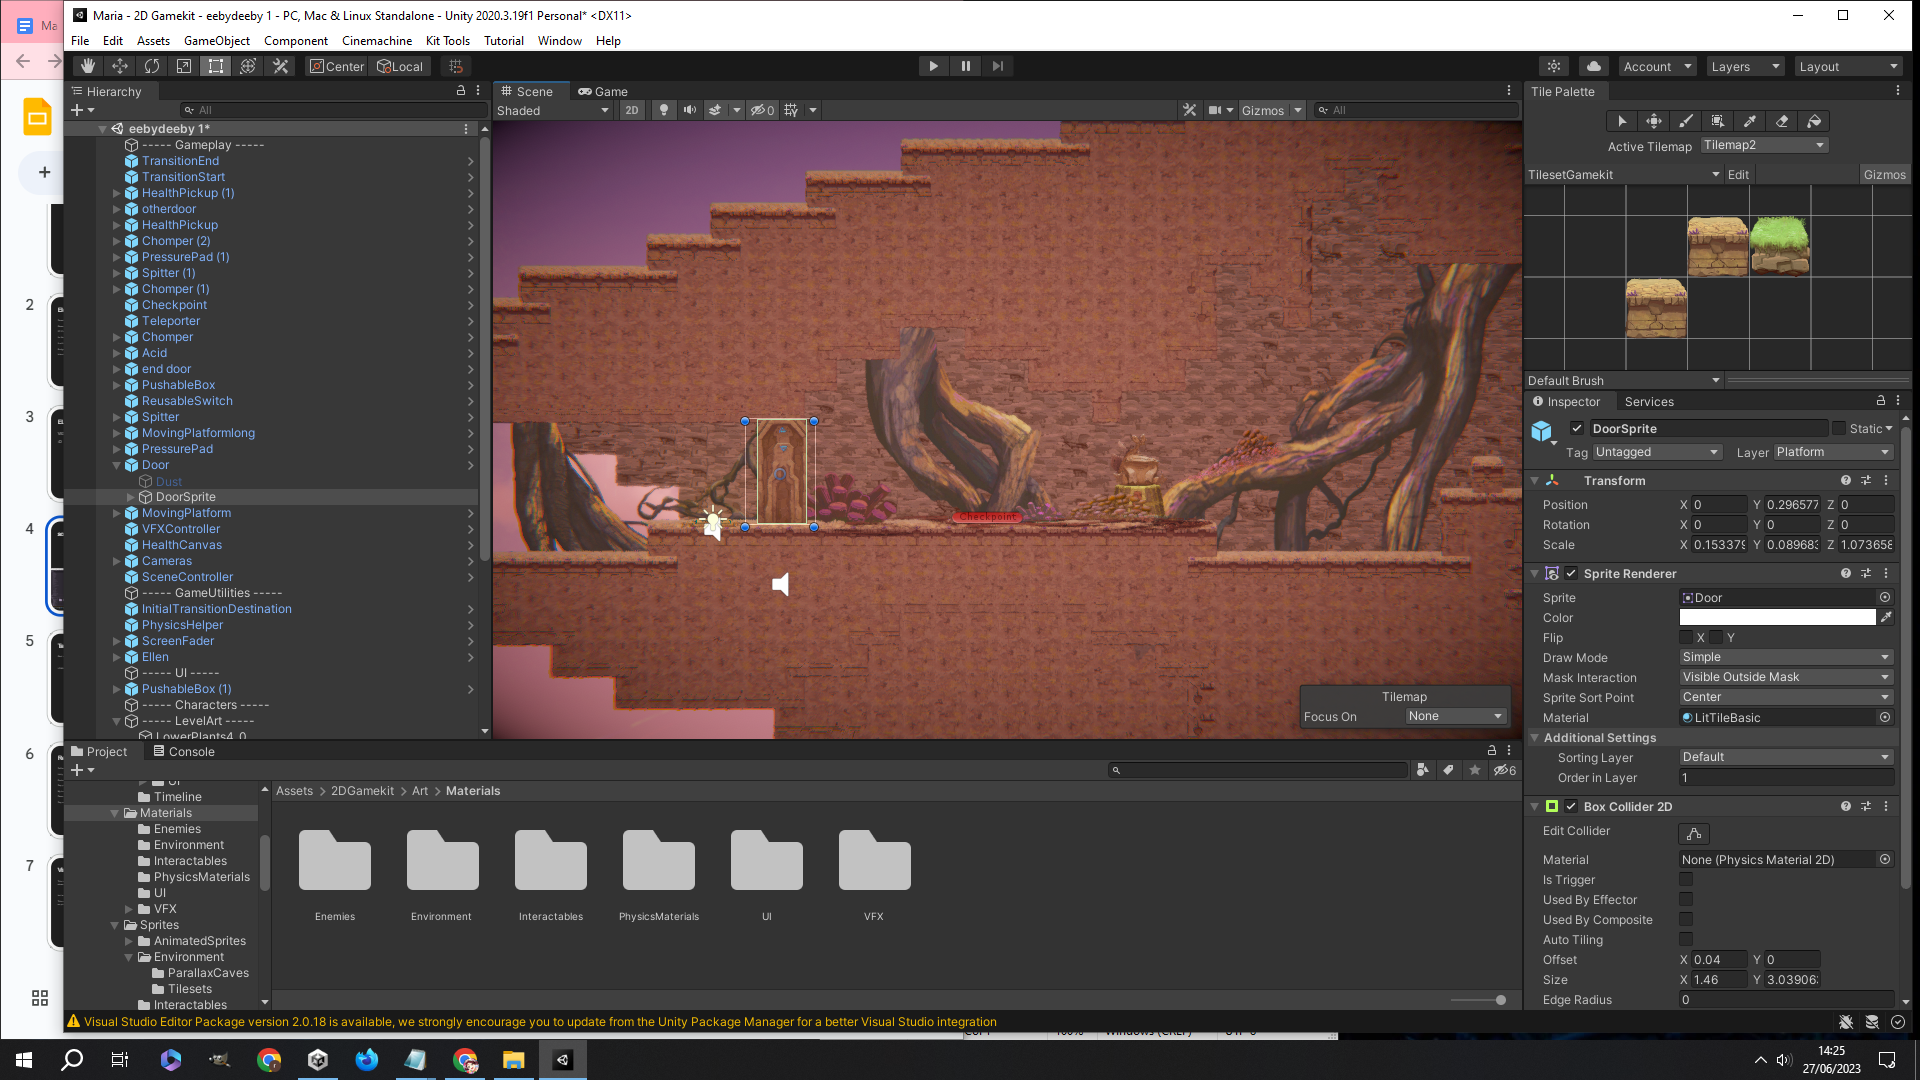 Maria - 2D Gamekit - eebydeeby 1 - PC, Mac & Linux Standalone - Unity 2020.3.19f1 Personal* <DX11>
Ma
File Edit Assets GameObject Component Cinemachine Kit Tools Tutorial Window Help
Center Local Account Layers Layout
Hierarchy Scene Game Tile Palette
All Shaded 2D 0 Gizmos All
eebydeeby 1*
----- Gameplay -----
Active Tilemap Tilemap2
TransitionEnd
TransitionStart TilesetGamekit Edit Gizmos
HealthPickup (1)
otherdoor
HealthPickup
Chomper (2)
PressurePad (1)
Spitter (1)
Chomper (1)
Checkpoint
2
Teleporter
Chomper
Acid
end door
Default Brush
PushableBox
ReusableSwitch
Inspector Services
3
Spitter
DoorSprite Static
MovingPlatformlong
PressurePad
Tag Untagged Layer Platform
Door
Dust
Transform
DoorSprite
Position X 0 Y 0.296577 Z 0
MovingPlatform
Checkpoint
Rotation X 0 Y 0 Z 0
4
VFXController
HealthCanvas
Scale X 0.153379 Y 0.089683 Z 1.073658
Cameras
SceneController
Sprite Renderer
----- GameUtilities -----
Sprite Door
InitialTransitionDestination
Color
PhysicsHelper
Flip X Y
5
ScreenFader
Ellen
Draw Mode Simple
----- UI -----
Mask Interaction Visible Outside Mask
PushableBox (1)
Tilemap
Sprite Sort Point Center
----- Characters -----
Focus On None
Material LitTileBasic
----- LevelArt -----
LowerPlants4_0
Additional Settings
Project Console
6
Sorting Layer Default
6
Order in Layer 1
UI
Assets > 2DGamekit > Art > Materials
Timeline
Box Collider 2D
Materials
Enemies
Edit Collider
Environment
Interactables
Material None (Physics Material 2D)
7
PhysicsMaterials
Is Trigger
UI
Used By Effector
VFX
Enemies Environment Interactables PhysicsMaterials UI VFX
Used By Composite
Sprites
AnimatedSprites
Auto Tiling
Environment
Offset X 0.04 Y 0
ParallaxCaves
Size X 1.46 Y 3.03906
Tilesets
Interactables
Edge Radius 0
Visual Studio Editor Package version 2.0.18 is available, we strongly encourage you to update from the Unity Package Manager for a better Visual Studio integration
100% Windows (CRLF)
14:25
27/06/2023